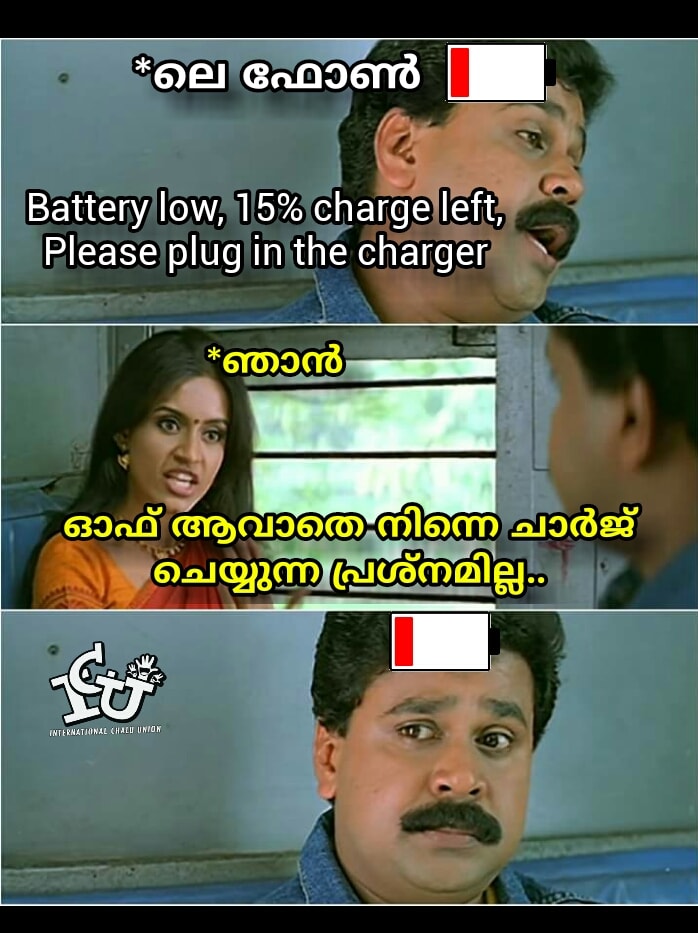 *ലെ ഫോൺ
Battery low, 15% charge left,
Please plug in the charger
*ഞാൻ
ഓഫ് ആവാതെ നിന്നെ ചാർജ്
ചെയ്യുന്ന പ്രശ്നമില്ല..
ICU
INTERNATIONAL CHALU UNION